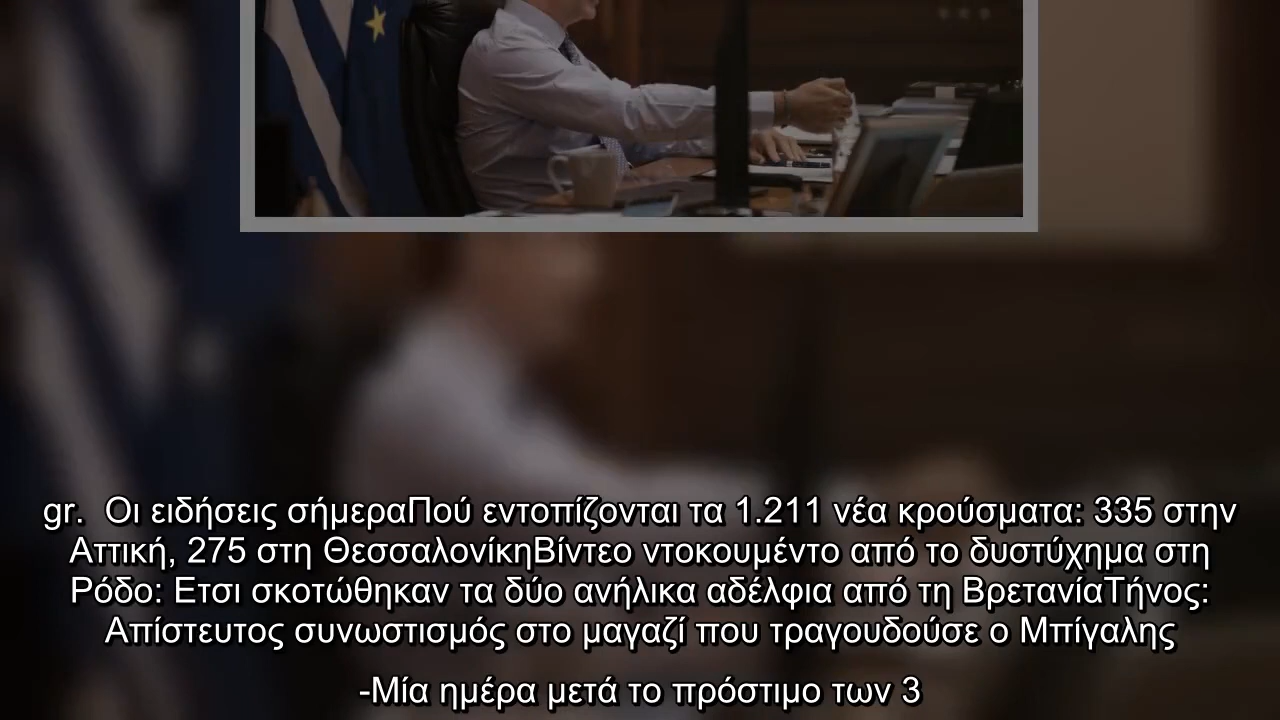 gr.  Οι ειδήσεις σήμεραΠού εντοπίζονται τα 1.211 νέα κρούσματα: 335 στην
Αττική, 275 στη ΘεσσαλονίκηΒίντεο ντοκουμέντο από το δυστύχημα στη
Ρόδο: Ετσι σκοτώθηκαν τα δύο ανήλικα αδέλφια από τη ΒρετανίαΤήνος:
Απίστευτος συνωστισμός στο μαγαζί που τραγουδούσε ο Μπίγαλης
-Μία ημέρα μετά το πρόστιμο των 3